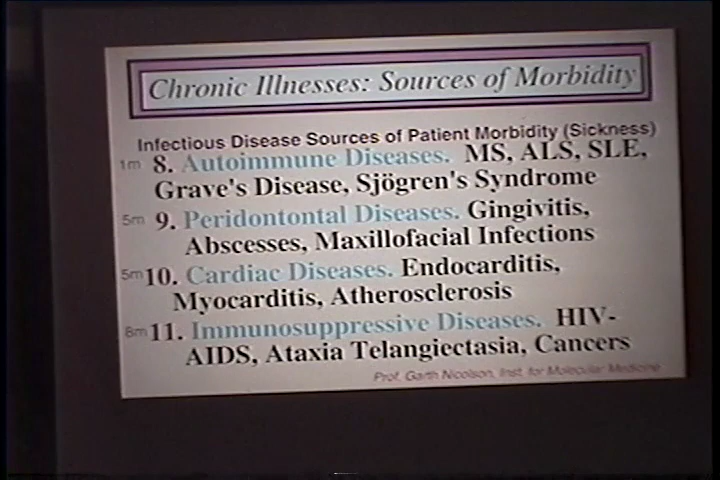 Chronic Illnesses: Sources of Morbidity
Infectious Disease Sources of Patient Morbidity (Sickness)
1m 8. Autoimmune Diseases. MS, ALS, SLE,
Grave's Disease, Sjögren's Syndrome
5m 9. Peridontontal Diseases. Gingivitis,
Abscesses, Maxillofacial Infections
5m 10. Cardiac Diseases. Endocarditis,
Myocarditis, Atherosclerosis
8m 11. Immunosuppressive Diseases. HIV-
AIDS, Ataxia Telangiectasia, Cancers
Prof. Garth Nicolson, Inst. for Molecular Medicine